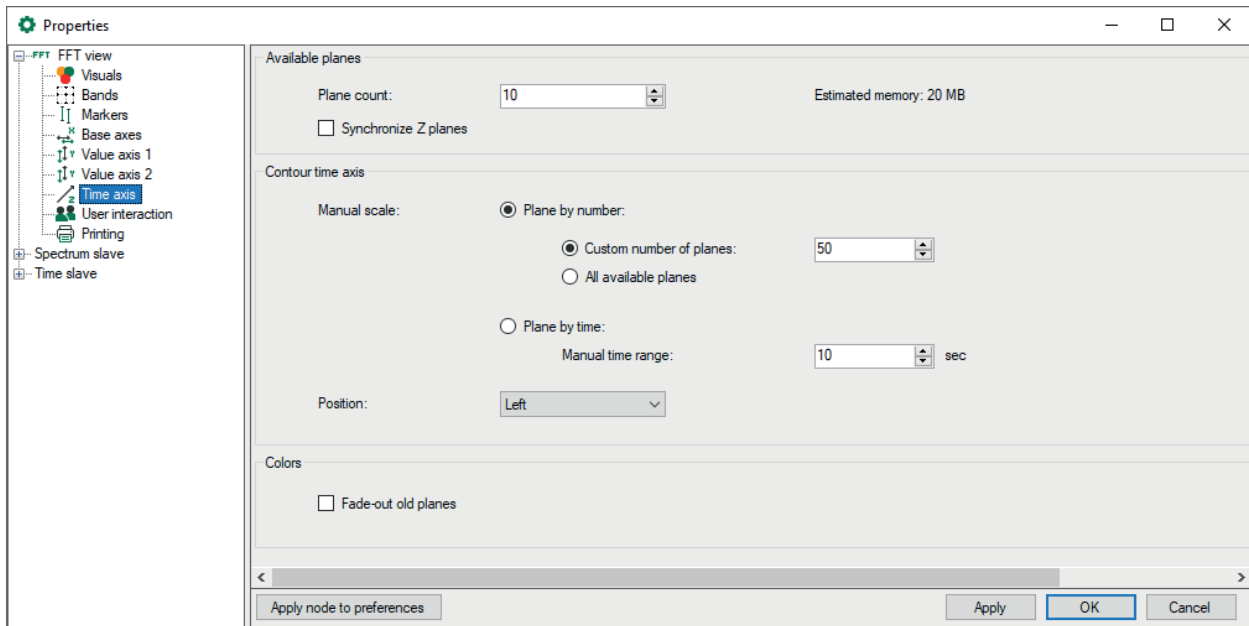 Properties
FFT FFT view
Visuals
Bands
Markers
X Base axes
Y Value axis 1
Y Value axis 2
Z Time axis
User interaction
Printing
Spectrum slave
Time slave
Available planes
Plane count: 10 Estimated memory: 20 MB
Synchronize Z planes
Contour time axis
Manual scale: Plane by number:
Custom number of planes: 50
All available planes
Plane by time:
Manual time range: 10 sec
Position: Left
Colors
Fade-out old planes
Apply node to preferences Apply OK Cancel